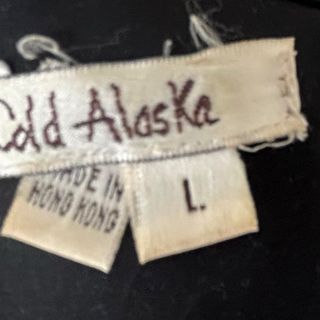 Cold Alaska
MADE IN
HONG KONG
L.